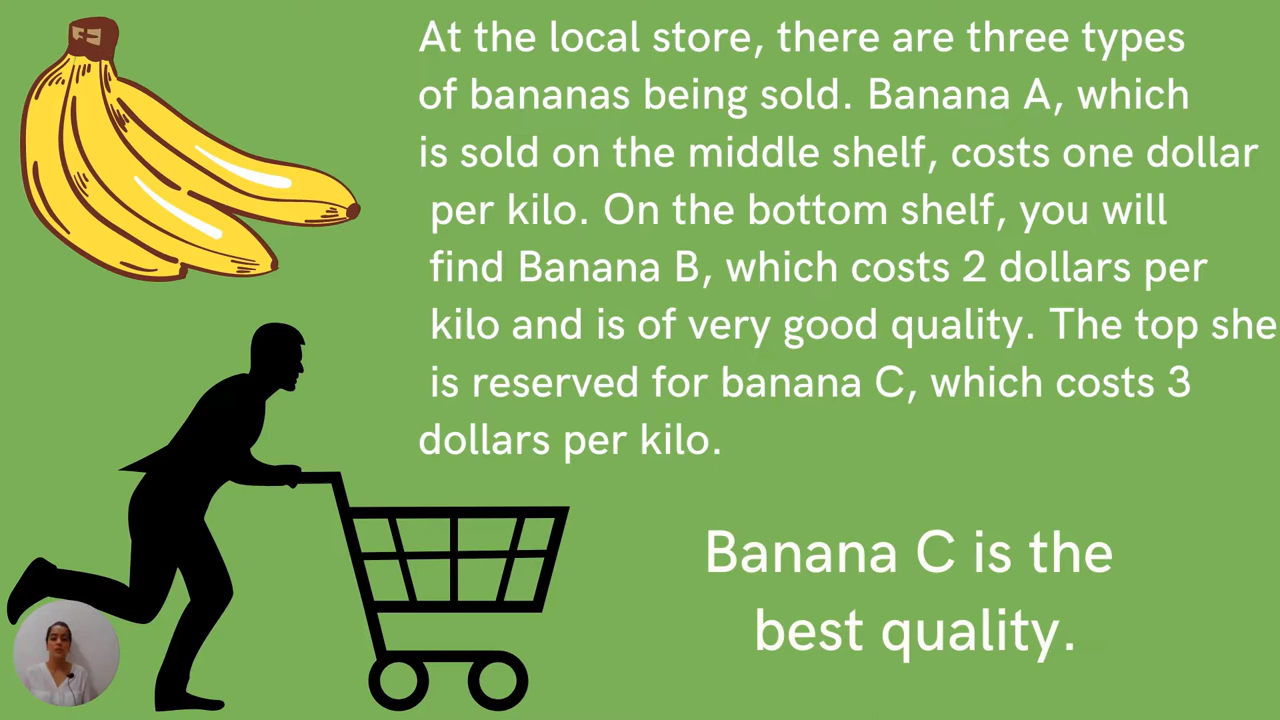 At the local store, there are three types
of bananas being sold. Banana A, which
is sold on the middle shelf, costs one dollar
per kilo. On the bottom shelf, you will
find Banana B, which costs 2 dollars per
kilo and is of very good quality. The top she
is reserved for banana C, which costs 3
dollars per kilo.
Banana C is the
best quality.